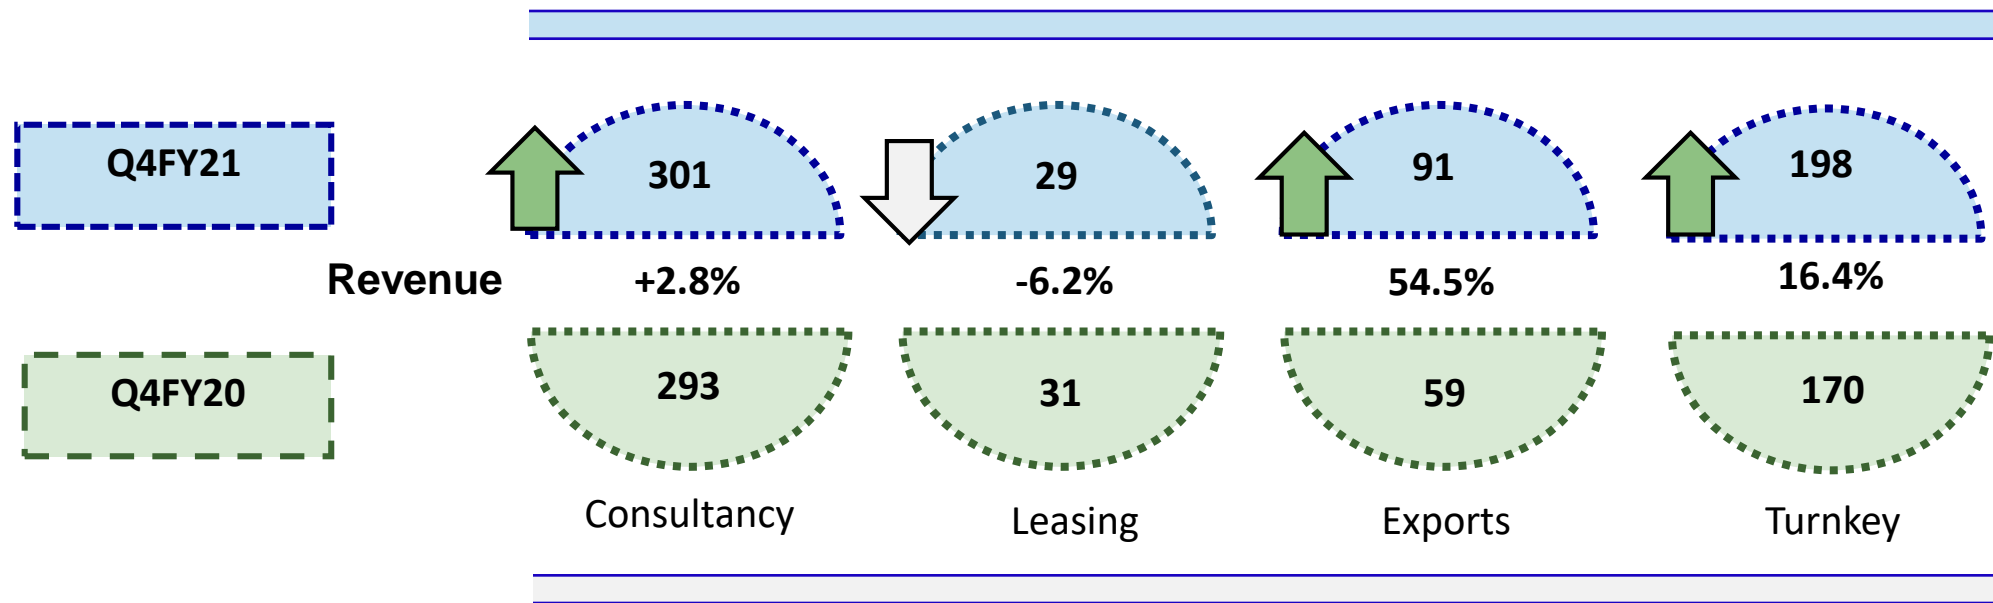 Q4FY21
301
29
91
198
Revenue
+2.8%
-6.2%
54.5%
16.4%
Q4FY20
293
31
59
170
Consultancy
Leasing
Exports
Turnkey